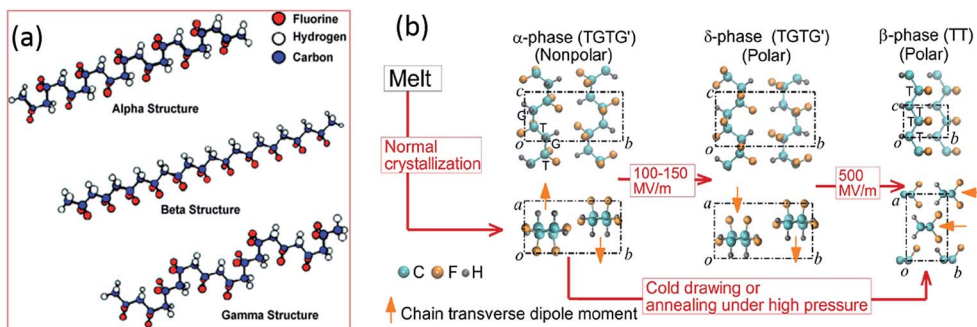 (a)
Fluorine
Hydrogen
Carbon
Alpha Structure
Beta Structure
Gamma Structure
(b)
α-phase (TGTG')
(Nonpolar)
δ-phase (TGTG')
(Polar)
β-phase (TT)
(Polar)
Melt
Normal
crystallization
c
G
T
G
T
o
b
100-150
MV/m
c
o
b
500
MV/m
c
T
T
T
o
b
a
o
b
a
o
b
a
o
b
C F H
Chain transverse dipole moment
Cold drawing or
annealing under high pressure